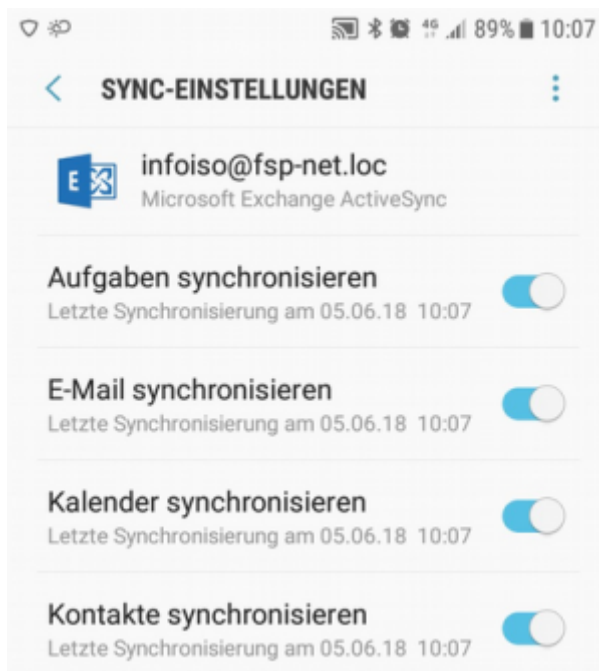 4G 89% 10:07
SYNC-EINSTELLUNGEN
E
infoiso@fsp-net.loc
Microsoft Exchange ActiveSync
Aufgaben synchronisieren
Letzte Synchronisierung am 05.06.18 10:07
E-Mail synchronisieren
Letzte Synchronisierung am 05.06.18 10:07
Kalender synchronisieren
Letzte Synchronisierung am 05.06.18 10:07
Kontakte synchronisieren
Letzte Synchronisierung am 05.06.18 10:07